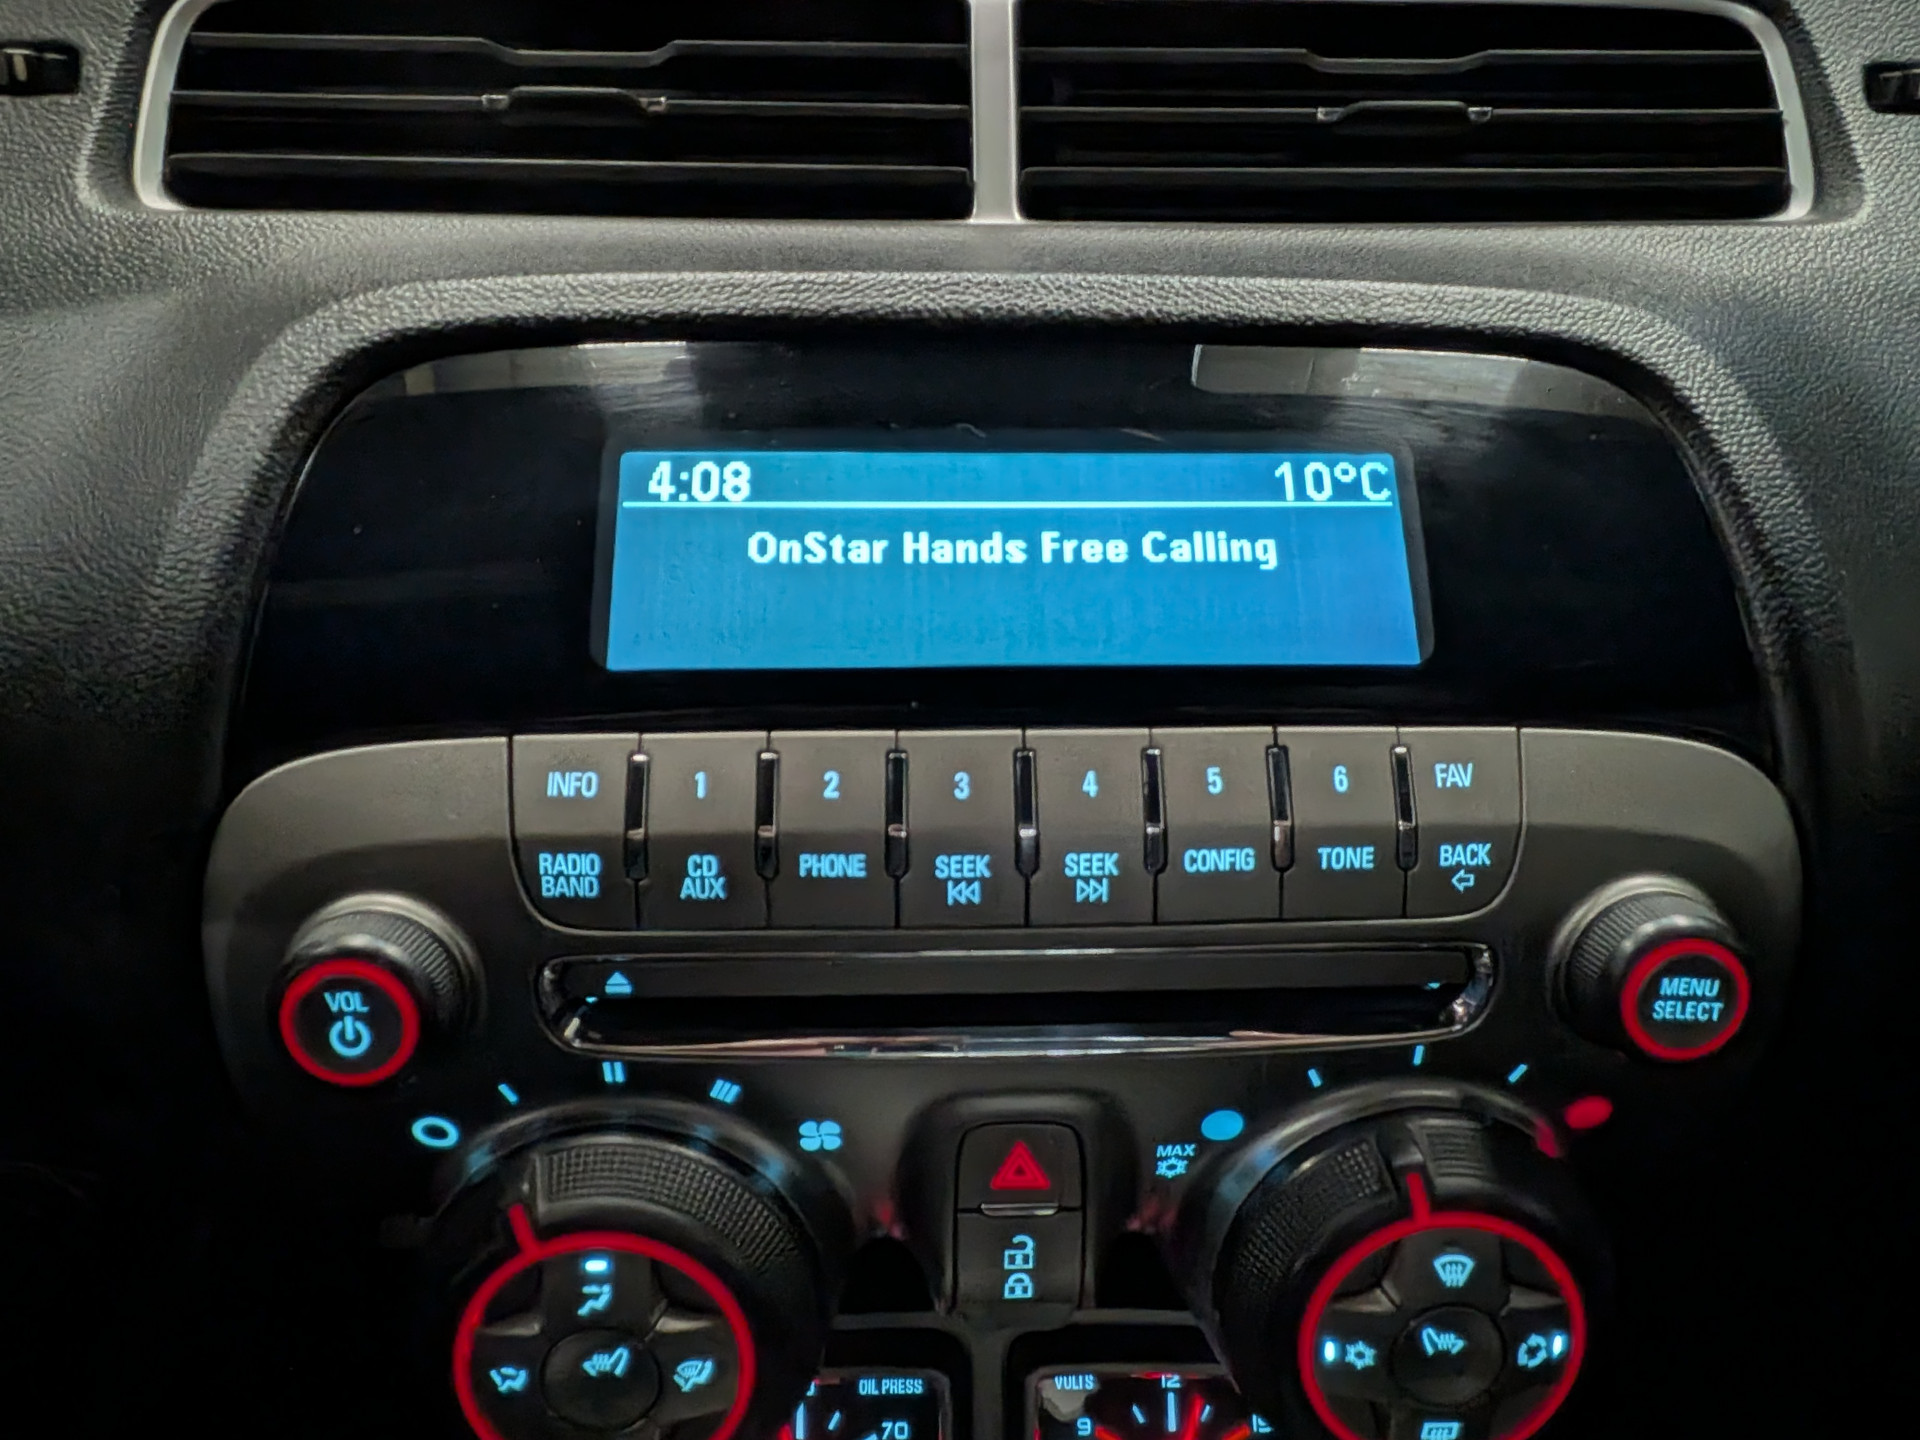 4:08 10°C
OnStar Hands Free Calling
INFO 1 2 3 4 5 6 FAV
RADIO BAND CD AUX PHONE SEEK SEEK CONFIG TONE BACK
VOL
MENU
SELECT
MAX
OIL PRESS
70
VOLTS
12
9